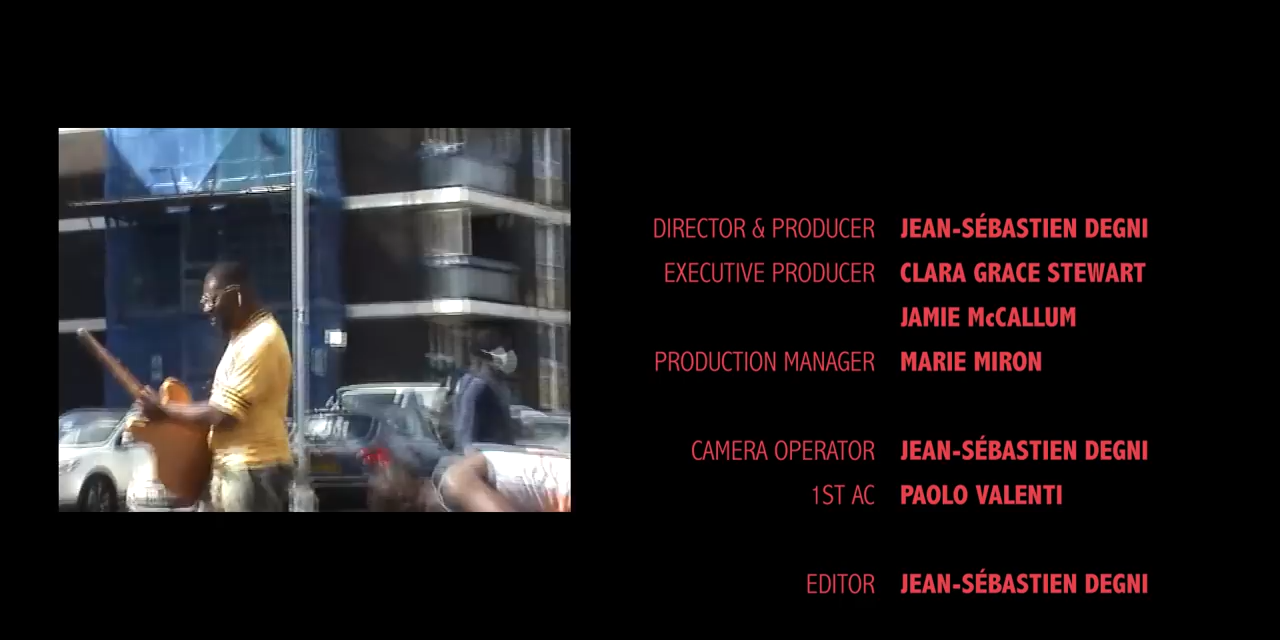 DIRECTOR & PRODUCER JEAN-SÉBASTIEN DEGNI
EXECUTIVE PRODUCER CLARA GRACE STEWART
JAMIE McCALLUM
PRODUCTION MANAGER MARIE MIRON
CAMERA OPERATOR JEAN-SÉBASTIEN DEGNI
1ST AC PAOLO VALENTI
EDITOR JEAN-SÉBASTIEN DEGNI